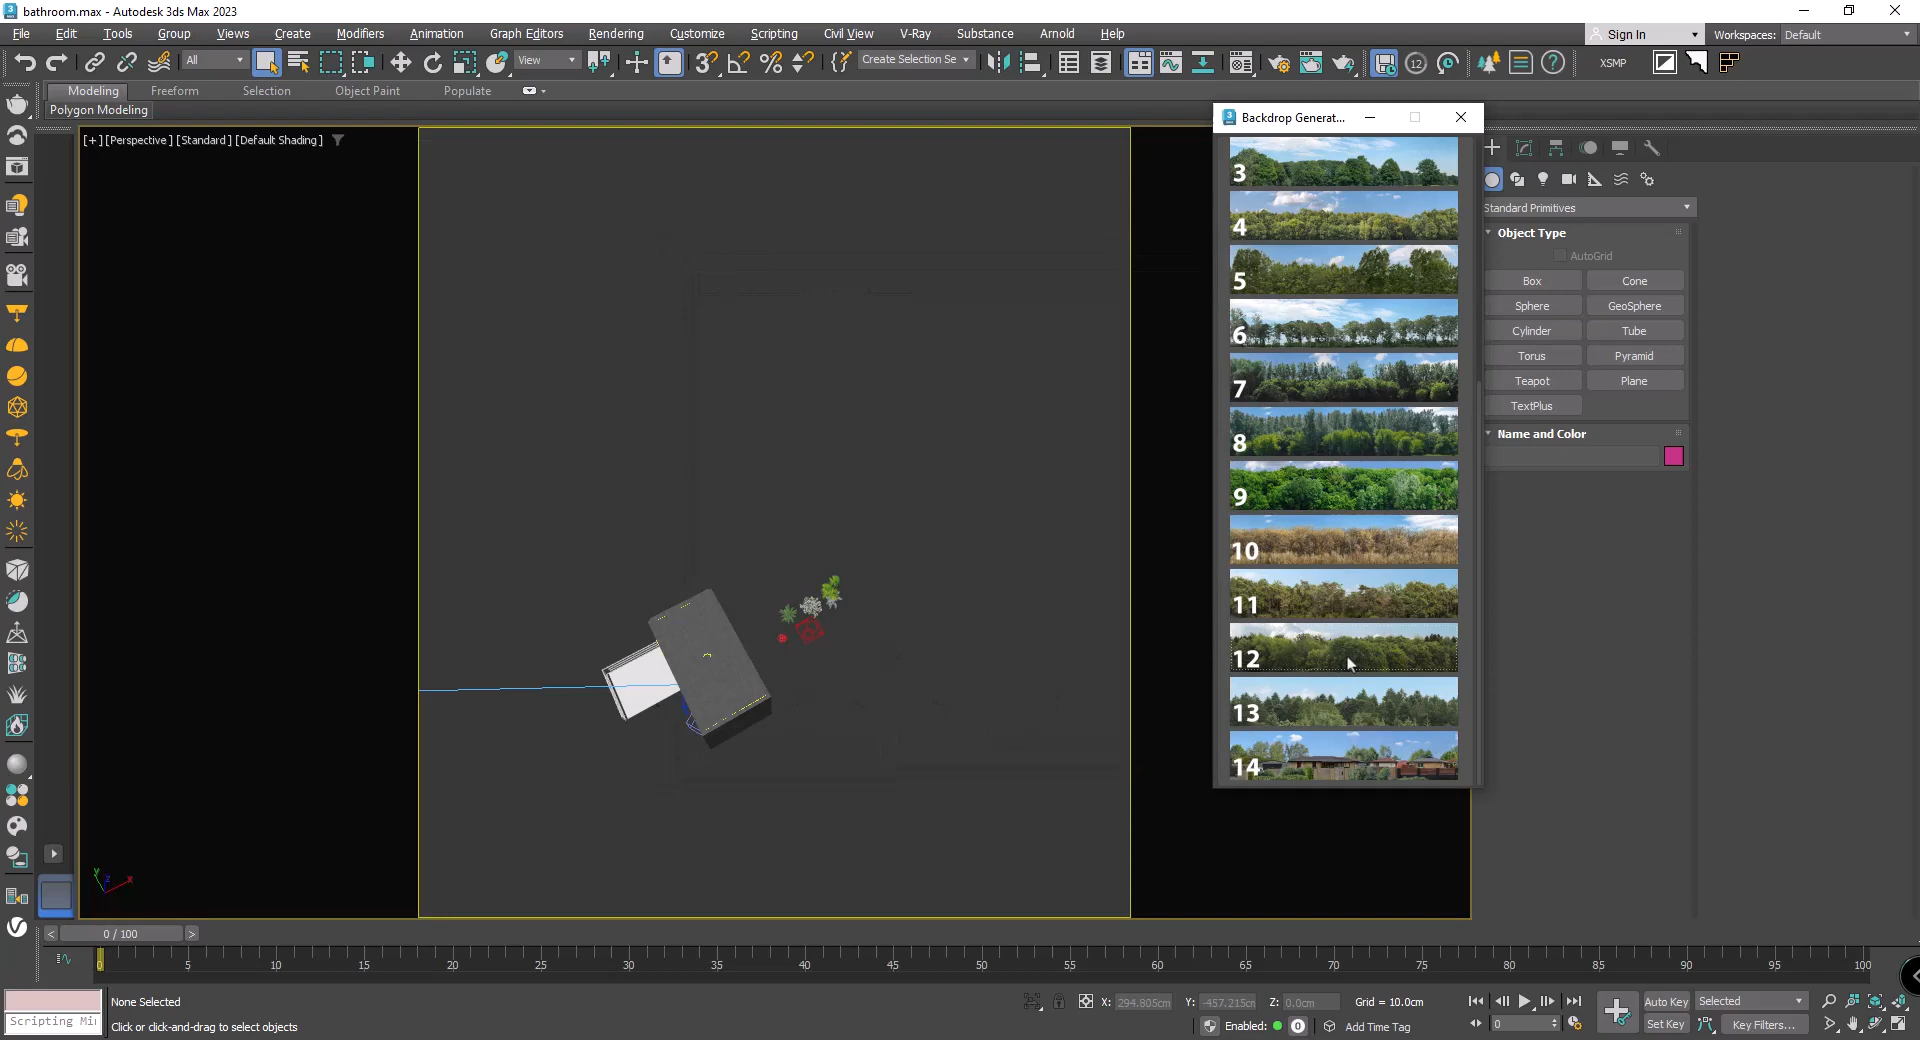 bathroom.max - Autodesk 3ds Max 2023
File Edit Tools Group Views Create Modifiers Animation Graph Editors Rendering Customize Scripting Civil View V-Ray Substance Arnold Help
Sign In
Workspaces: Default
All
View
Create Selection Se
XSMP
Modeling Freeform Selection Object Paint Populate
Polygon Modeling
[+] [Perspective] [Standard] [Default Shading]
Backdrop Generat...
3
4
5
6
7
8
9
10
11
12
13
14
Standard Primitives
Object Type
AutoGrid
Box Cone
Sphere GeoSphere
Cylinder Tube
Torus Pyramid
Teapot Plane
TextPlus
Name and Color
y z x
< 0 / 100 >
0 5 10 15 20 25 30 35 40 45 50 55 60 65 70 75 80 85 90 95 100
None Selected
X: 294.805cm Y: -457.215cm Z: 0.0cm Grid = 10.0cm
Auto Key Selected
Scripting Mi
Click or click-and-drag to select objects
Enabled: 0 Add Time Tag
0
Set Key Key Filters...